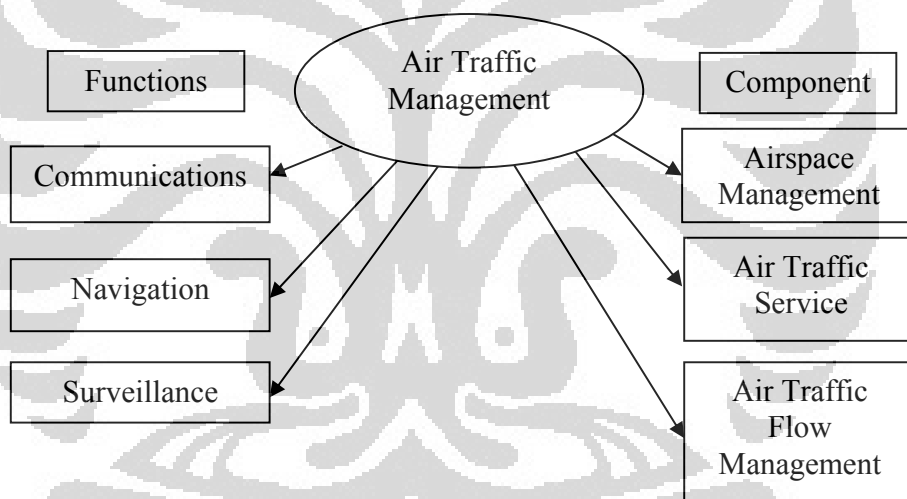 Air Traffic
Management
Functions
Component
Communications
Navigation
Surveillance
Airspace
Management
Air Traffic
Service
Air Traffic
Flow
Management